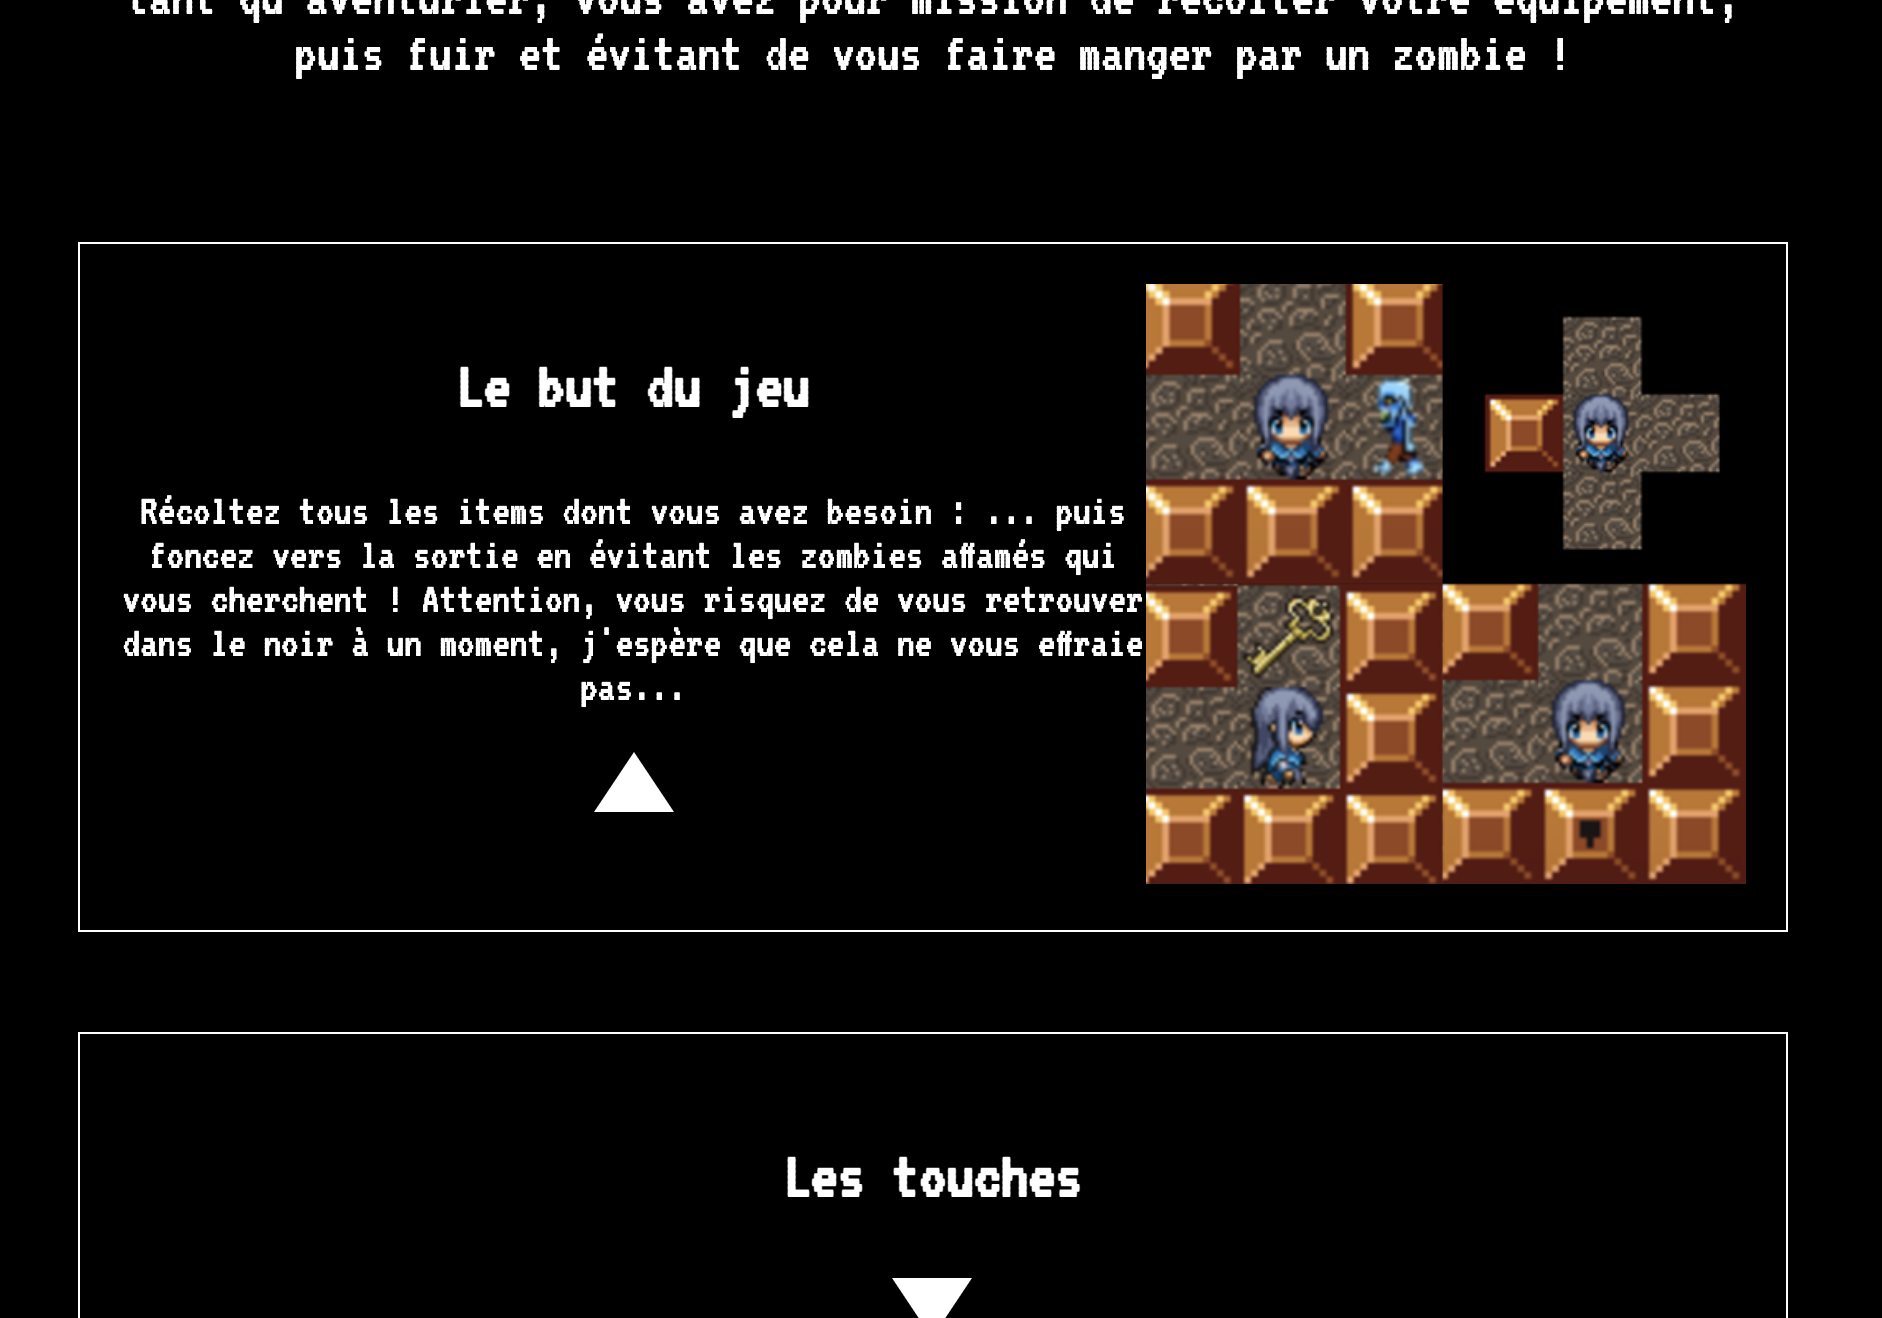 tant qu'aventurier, vous avez pour mission de récolter votre équipement,
puis fuir et évitant de vous faire manger par un zombie !
Le but du jeu
Récoltez tous les items dont vous avez besoin : ... puis
foncez vers la sortie en évitant les zombies affamés qui
vous cherchent ! Attention, vous risquez de vous retrouver
dans le noir à un moment, j'espère que cela ne vous effraie
pas...
Les touches